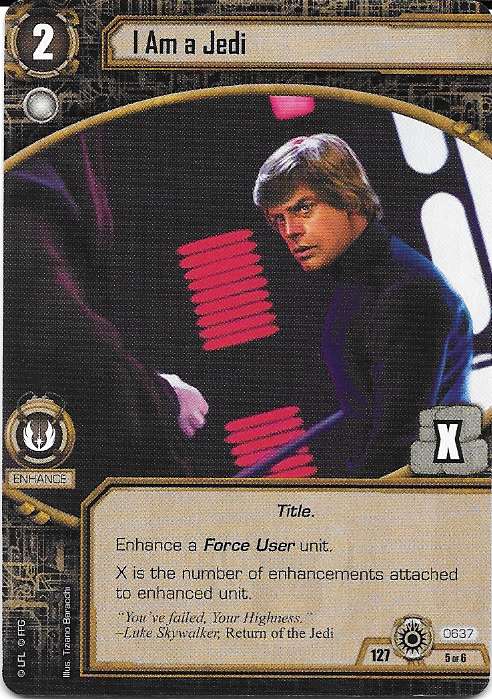 2
I Am a Jedi
ENHANCE
X
Title.
Enhance a Force User unit.
X is the number of enhancements attached
to enhanced unit.
"You've failed, Your Highness."
–Luke Skywalker, Return of the Jedi
© LFL © FFG
Illus. Tiziano Baracchi
127
0637
5 OF 6